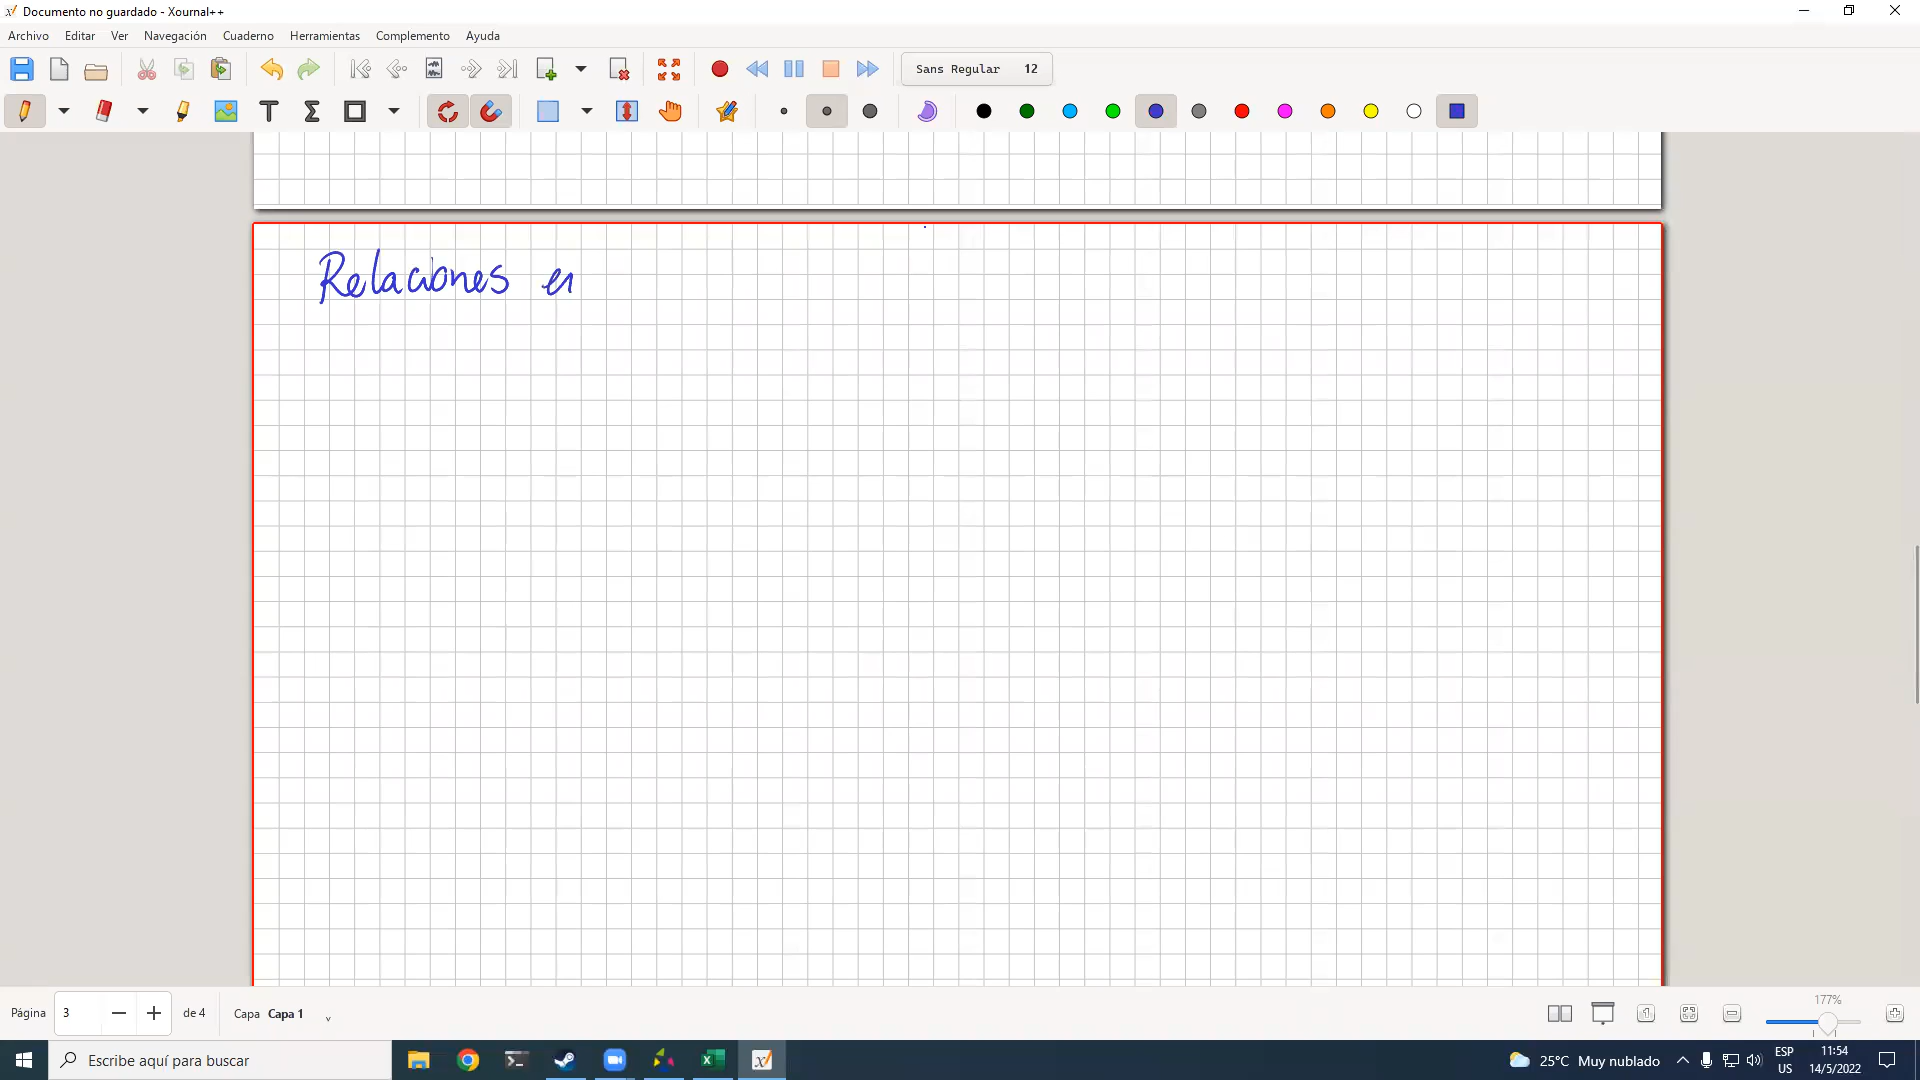 Documento no guardado - Xournal++
Archivo Editar Ver Navegación Cuaderno Herramientas Complemento Ayuda
Sans Regular 12
Relaciones en
177%
Página 3 de 4 Capa Capa 1
Escribe aquí para buscar
25°C Muy nublado
ESP
US
11:54
14/5/2022